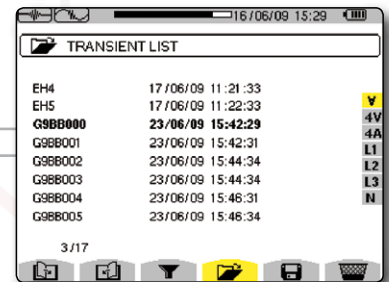 16/06/09 15:29
TRANSIENT LIST
EH4 17/06/09 11:21:33
EH5 17/06/09 11:22:33
G9BB000 23/06/09 15:42:29
G9BB001 23/06/09 15:42:31
G9BB002 23/06/09 15:44:34
G9BB003 23/06/09 15:44:34
G9BB004 23/06/09 15:46:31
G9BB005 23/06/09 15:46:34
∀
4V
4A
L1
L2
L3
N
3/17